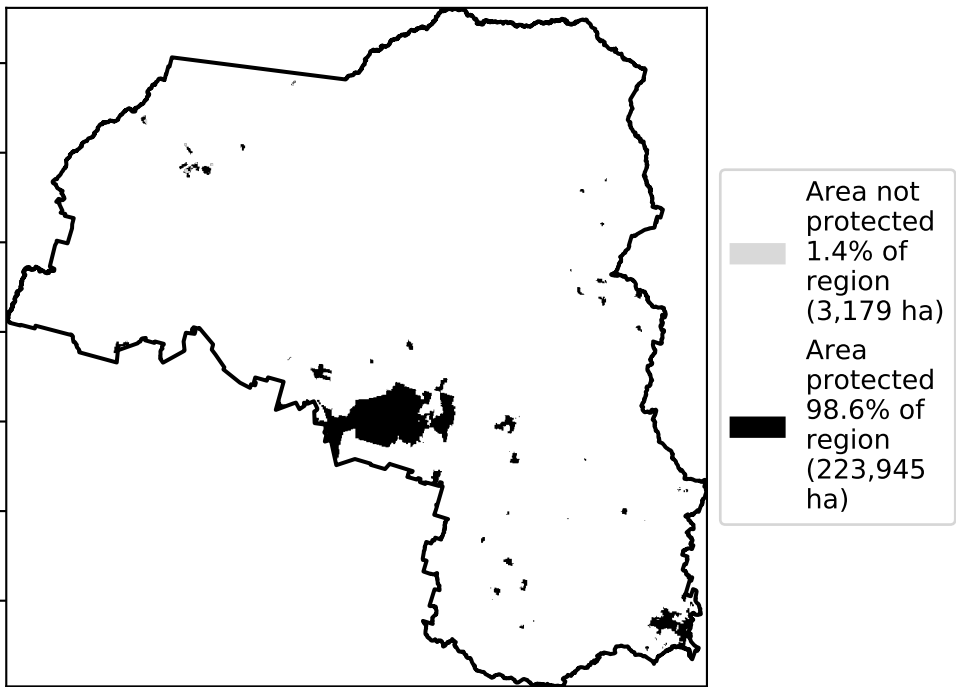 Area not
protected
1.4% of
region
(3,179 ha)
Area
protected
98.6% of
region
(223,945
ha)